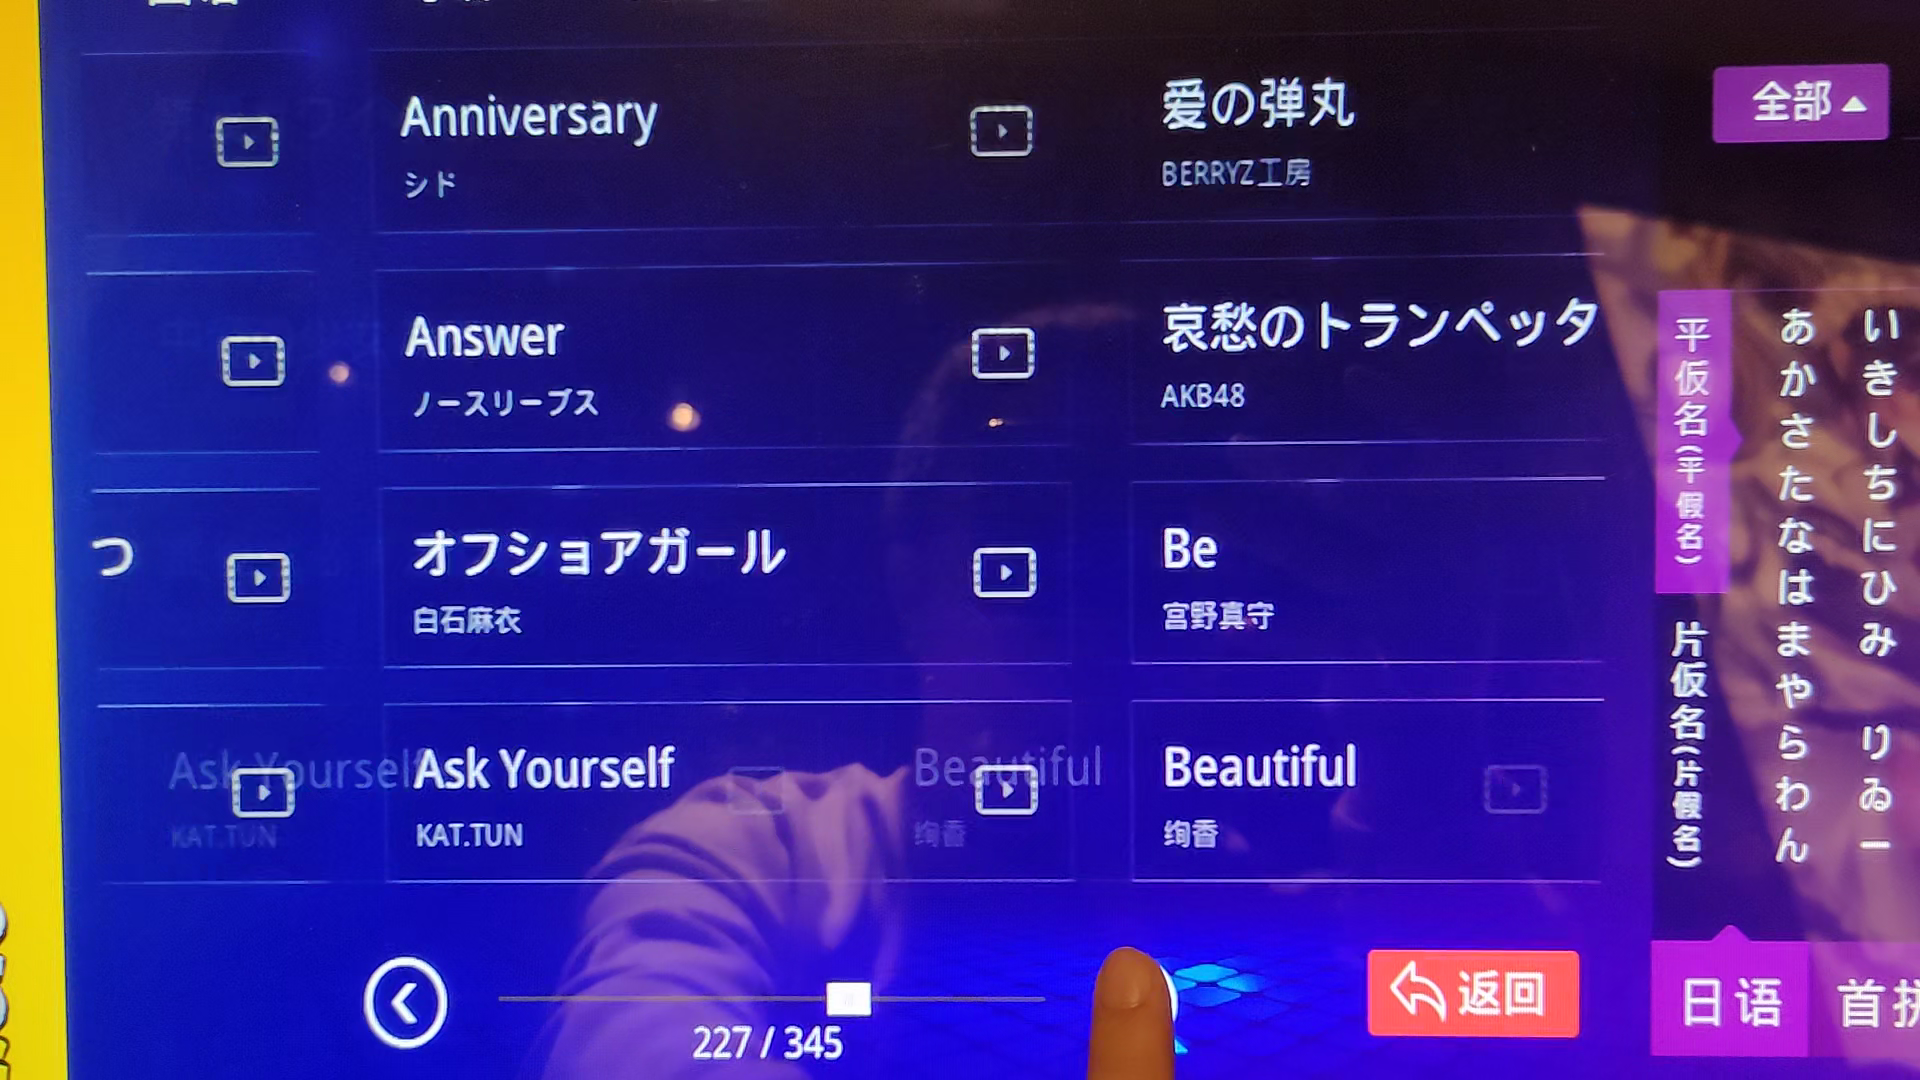 Anniversary
シド
爱の弾丸
BERRYZ工房
全部
Answer
ノースリーブス
哀愁のトランペッタ
AKB48
つ
オフショアガール
白石麻衣
Be
宮野真守
Ask Yourself
KAT.TUN
Ask Yourself
KAT.TUN
Beautiful
绚香
Beautiful
绚香
平仮名(平假名)
片仮名(片假名)
あかさたなはまやらわん
いきしちにひみ りゐー
227 / 345
返回
日语
首拼